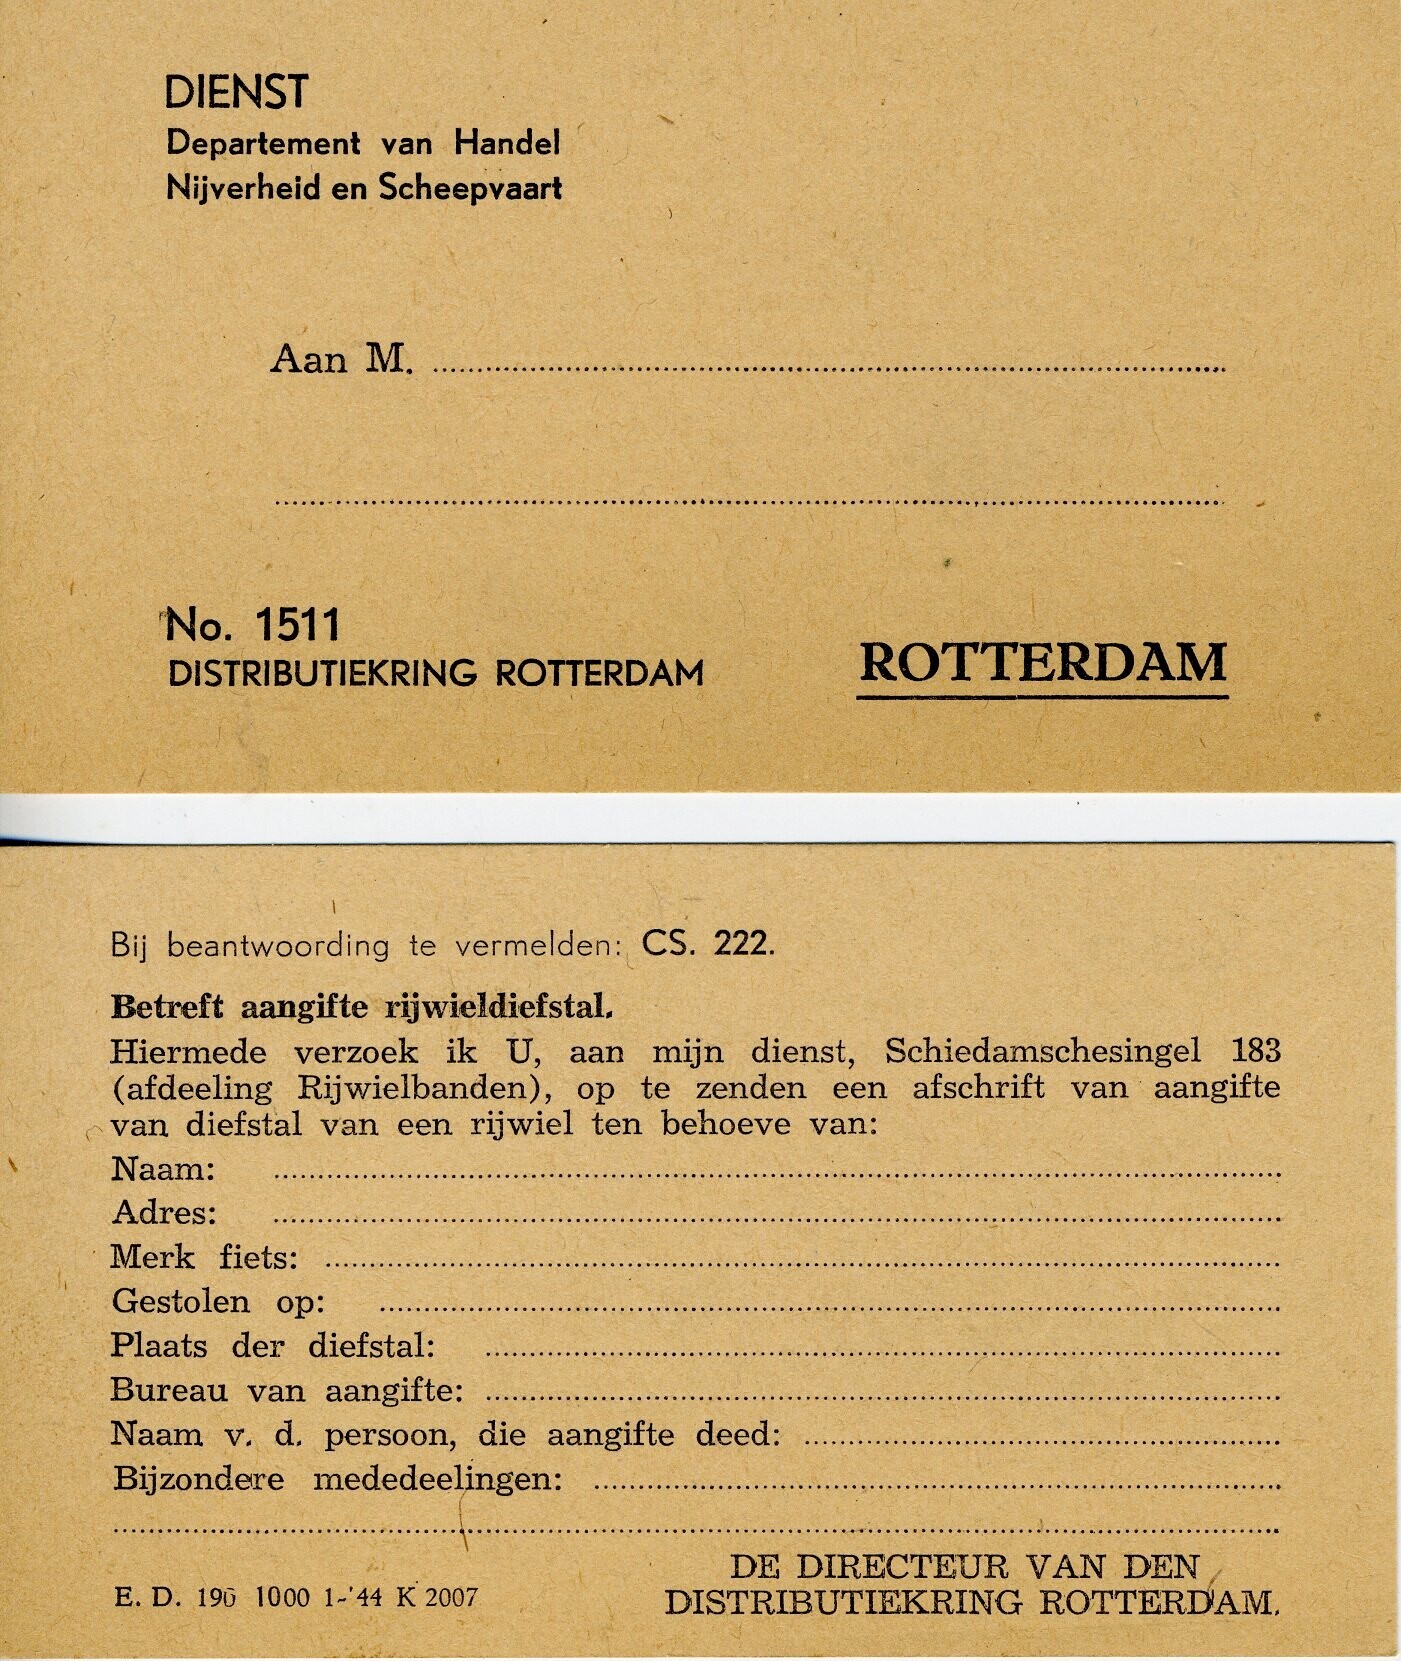 DIENST
Departement van Handel
Nijverheid en Scheepvaart
Aan M.
No. 1511
DISTRIBUTIEKRING ROTTERDAM
ROTTERDAM
Bij beantwoording te vermelden: CS. 222.
Betreft aangifte rijwieldiefstal.
Hiermede verzoek ik U, aan mijn dienst, Schiedamschesingel 183
(afdeeling Rijwielbanden), op te zenden een afschrift van aangifte
van diefstal van een rijwiel ten behoeve van:
Naam:
Adres:
Merk fiets:
Gestolen op:
Plaats der diefstal:
Bureau van aangifte:
Naam v. d. persoon, die aangifte deed:
Bijzondere mededeelingen:
DE DIRECTEUR VAN DEN
DISTRIBUTIEKRING ROTTERDAM.
E. D. 1000 1-'44 K 2007